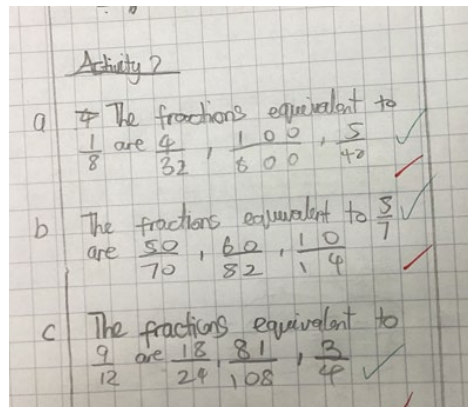 Activity 2
a The fractions equivalent to
1/8 are 4/32, 100/800, 5/40
b The fractions equivalent to 5/7
are 50/70, 60/82, 10/14
c The fractions equivalent to
9/12 are 18/24, 81/108, 3/4